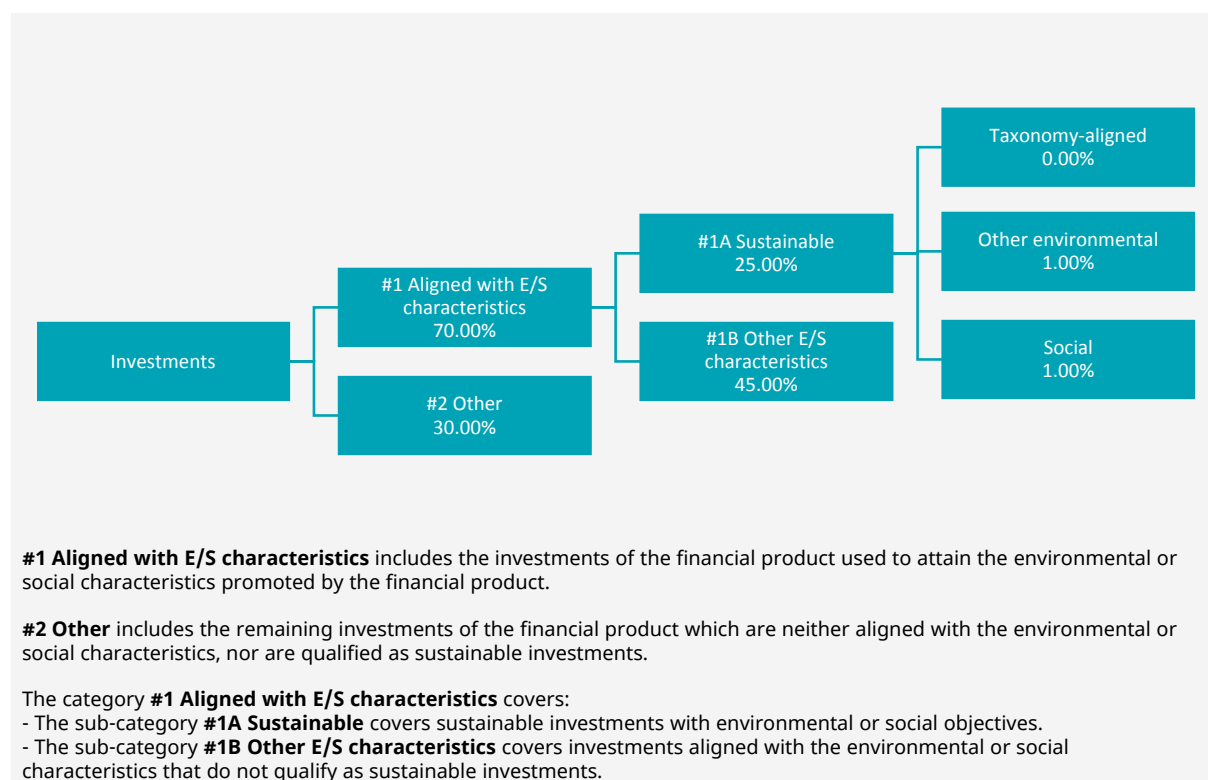 Taxonomy-aligned
0.00%
#1A Sustainable
25.00%
Other environmental
1.00%
#1 Aligned with E/S
characteristics
70.00%
Investments
#1B Other E/S
characteristics
45.00%
Social
1.00%
#2 Other
30.00%
#1 Aligned with E/S characteristics includes the investments of the financial product used to attain the environmental or
social characteristics promoted by the financial product.
#2 Other includes the remaining investments of the financial product which are neither aligned with the environmental or
social characteristics, nor are qualified as sustainable investments.
The category #1 Aligned with E/S characteristics covers:
- The sub-category #1A Sustainable covers sustainable investments with environmental or social objectives.
- The sub-category #1B Other E/S characteristics covers investments aligned with the environmental or social
characteristics that do not qualify as sustainable investments.